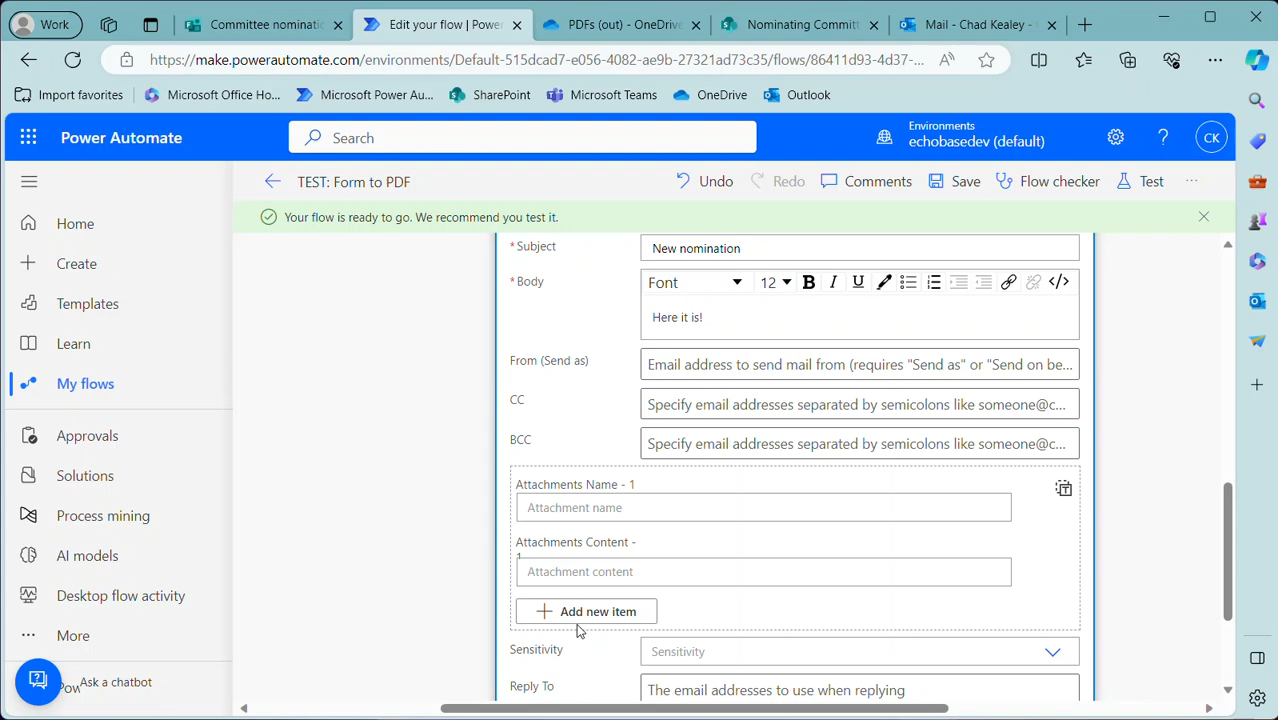 Work
Committee nominati
Edit your flow | Power
PDFs (out) - OneDrive
Nominating Committ
Mail - Chad Kealey -
https://make.powerautomate.com/environments/Default-515dcad7-e056-4082-ae9b-27321ad73c35/flows/86411d93-4d37-...
Import favorites
Microsoft Office Ho...
Microsoft Power Au...
SharePoint
Microsoft Teams
OneDrive
Outlook
Power Automate
Search
Environments
echobasedev (default)
CK
TEST: Form to PDF
Undo
Redo
Comments
Save
Flow checker
Test
Your flow is ready to go. We recommend you test it.
Home
Create
Templates
Learn
My flows
Approvals
Solutions
Process mining
AI models
Desktop flow activity
More
Pow
Ask a chatbot
* Subject
New nomination
* Body
Font
12
B I U
Here it is!
From (Send as)
Email address to send mail from (requires "Send as" or "Send on be...
CC
Specify email addresses separated by semicolons like someone@c...
BCC
Specify email addresses separated by semicolons like someone@c...
Attachments Name - 1
Attachment name
Attachments Content -
1
Attachment content
Add new item
Sensitivity
Sensitivity
Reply To
The email addresses to use when replying